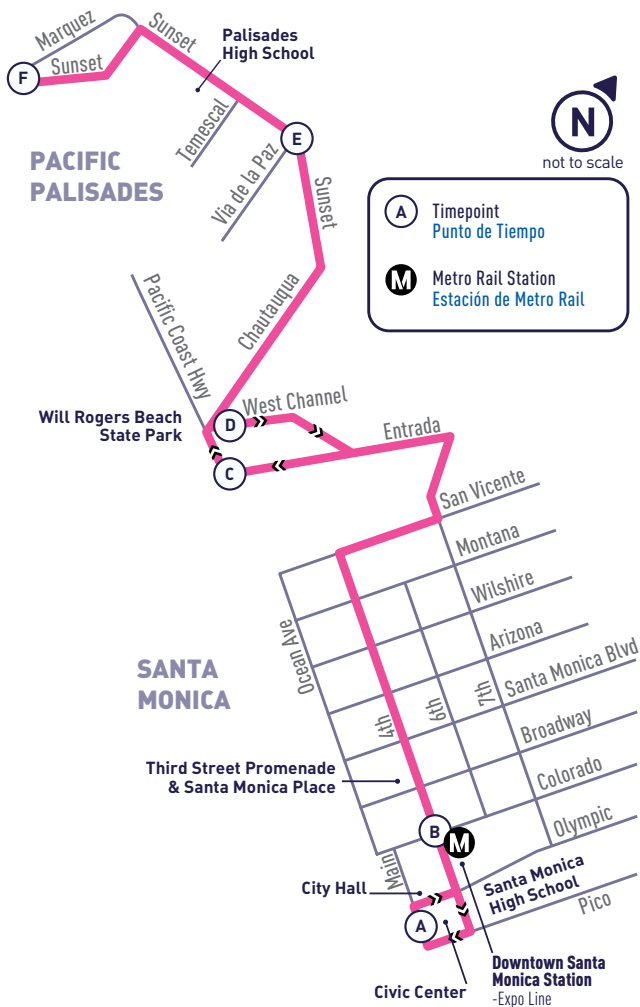 Marquez
Sunset
Palisades
High School
F
Sunset
Temescal
E
N
not to scale
PACIFIC
PALISADES
Via de la Paz
Sunset
A
Timepoint
Punto de Tiempo
M
Metro Rail Station
Estación de Metro Rail
Pacific Coast Hwy
Chautauqua
Will Rogers Beach
State Park
D
West Channel
Entrada
C
San Vicente
Montana
Wilshire
Arizona
Santa Monica Blvd
Ocean Ave
SANTA
MONICA
4th
6th
7th
Broadway
Third Street Promenade
& Santa Monica Place
Colorado
B
M
Olympic
Main
City Hall
Santa Monica
High School
Pico
A
Civic Center
Downtown Santa
Monica Station
-Expo Line